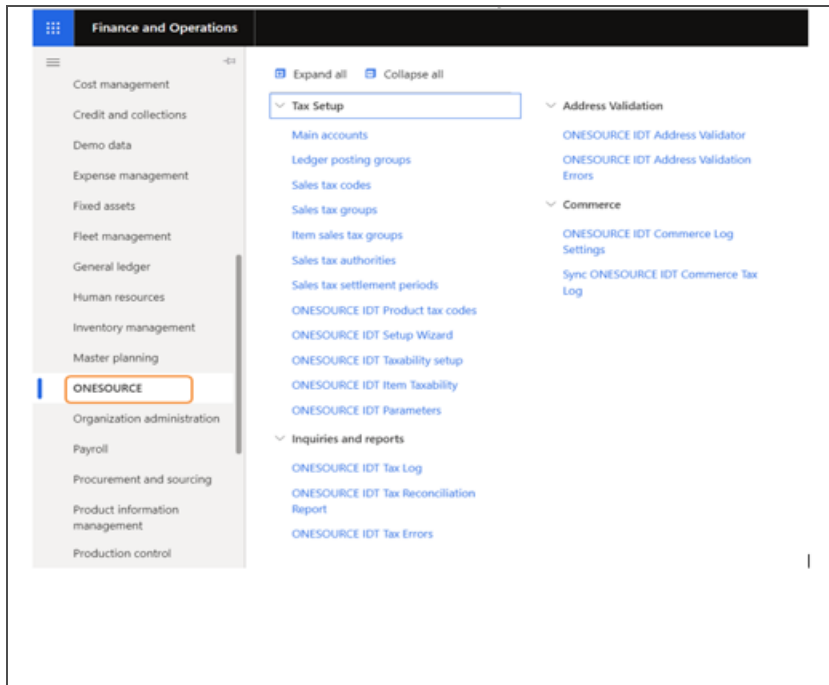 Finance and Operations
Cost management
Credit and collections
Demo data
Expense management
Fixed assets
Fleet management
General ledger
Human resources
Inventory management
Master planning
ONESOURCE
Organization administration
Payroll
Procurement and sourcing
Product information
management
Production control
Expand all Collapse all
Tax Setup
Main accounts
Ledger posting groups
Sales tax codes
Sales tax groups
Item sales tax groups
Sales tax authorities
Sales tax settlement periods
ONESOURCE IDT Product tax codes
ONESOURCE IDT Setup Wizard
ONESOURCE IDT Taxability setup
ONESOURCE IDT Item Taxability
ONESOURCE IDT Parameters
Inquiries and reports
ONESOURCE IDT Tax Log
ONESOURCE IDT Tax Reconciliation
Report
ONESOURCE IDT Tax Errors
Address Validation
ONESOURCE IDT Address Validator
ONESOURCE IDT Address Validation
Errors
Commerce
ONESOURCE IDT Commerce Log
Settings
Sync ONESOURCE IDT Commerce Tax
Log